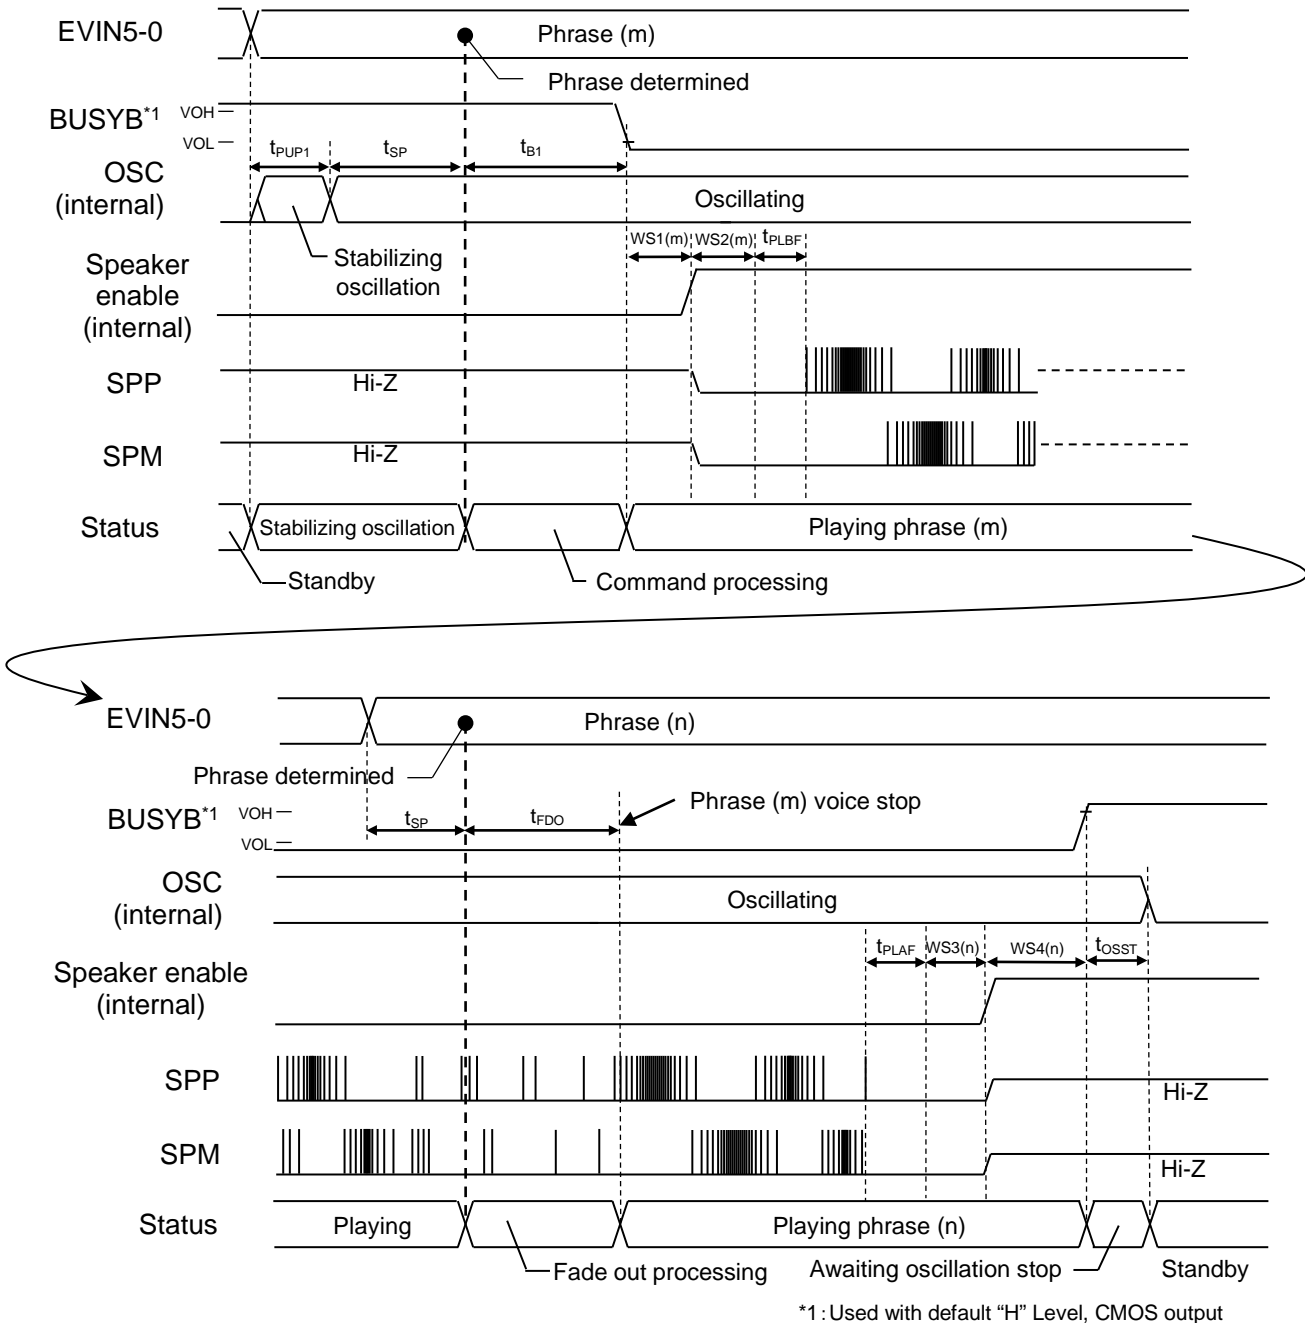 EVIN5-0
Phrase (m)
Phrase determined
BUSYB*1
VOH
VOL
tPUP1
tSP
tB1
OSC
(internal)
Oscillating
Stabilizing
oscillation
WS1(m)
WS2(m)
tPLBF
Speaker
enable
(internal)
SPP
Hi-Z
SPM
Hi-Z
Status
Stabilizing oscillation
Playing phrase (m)
Standby
Command processing
EVIN5-0
Phrase (n)
Phrase determined
BUSYB*1
VOH
VOL
tSP
tFDO
Phrase (m) voice stop
OSC
(internal)
Oscillating
tPLAF
WS3(n)
WS4(n)
tOSST
Speaker enable
(internal)
SPP
Hi-Z
SPM
Hi-Z
Status
Playing
Playing phrase (n)
Fade out processing
Awaiting oscillation stop
Standby
*1:Used with default “H” Level, CMOS output